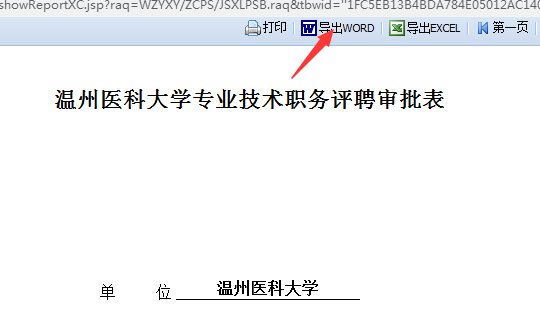 showReportXC.jsp?raq=WZYXY/ZCPS/JSXLPSB.raq&tbwid="1FC5EB13B4BDA784E05012AC140
打印 导出WORD 导出EXCEL 第一页
温州医科大学专业技术职务评聘审批表
单 位 温州医科大学